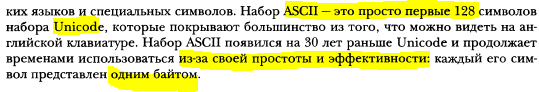 ких языков и специальных символов. Набор ASCII — это просто первые 128 символов
набора Unicode, которые покрывают большинство из того, что можно видеть на ан-
глийской клавиатуре. Набор ASCII появился на 30 лет раньше Unicode и продолжает
временами использоваться из-за своей простоты и эффективности: каждый его сим-
вол представлен одним байтом.